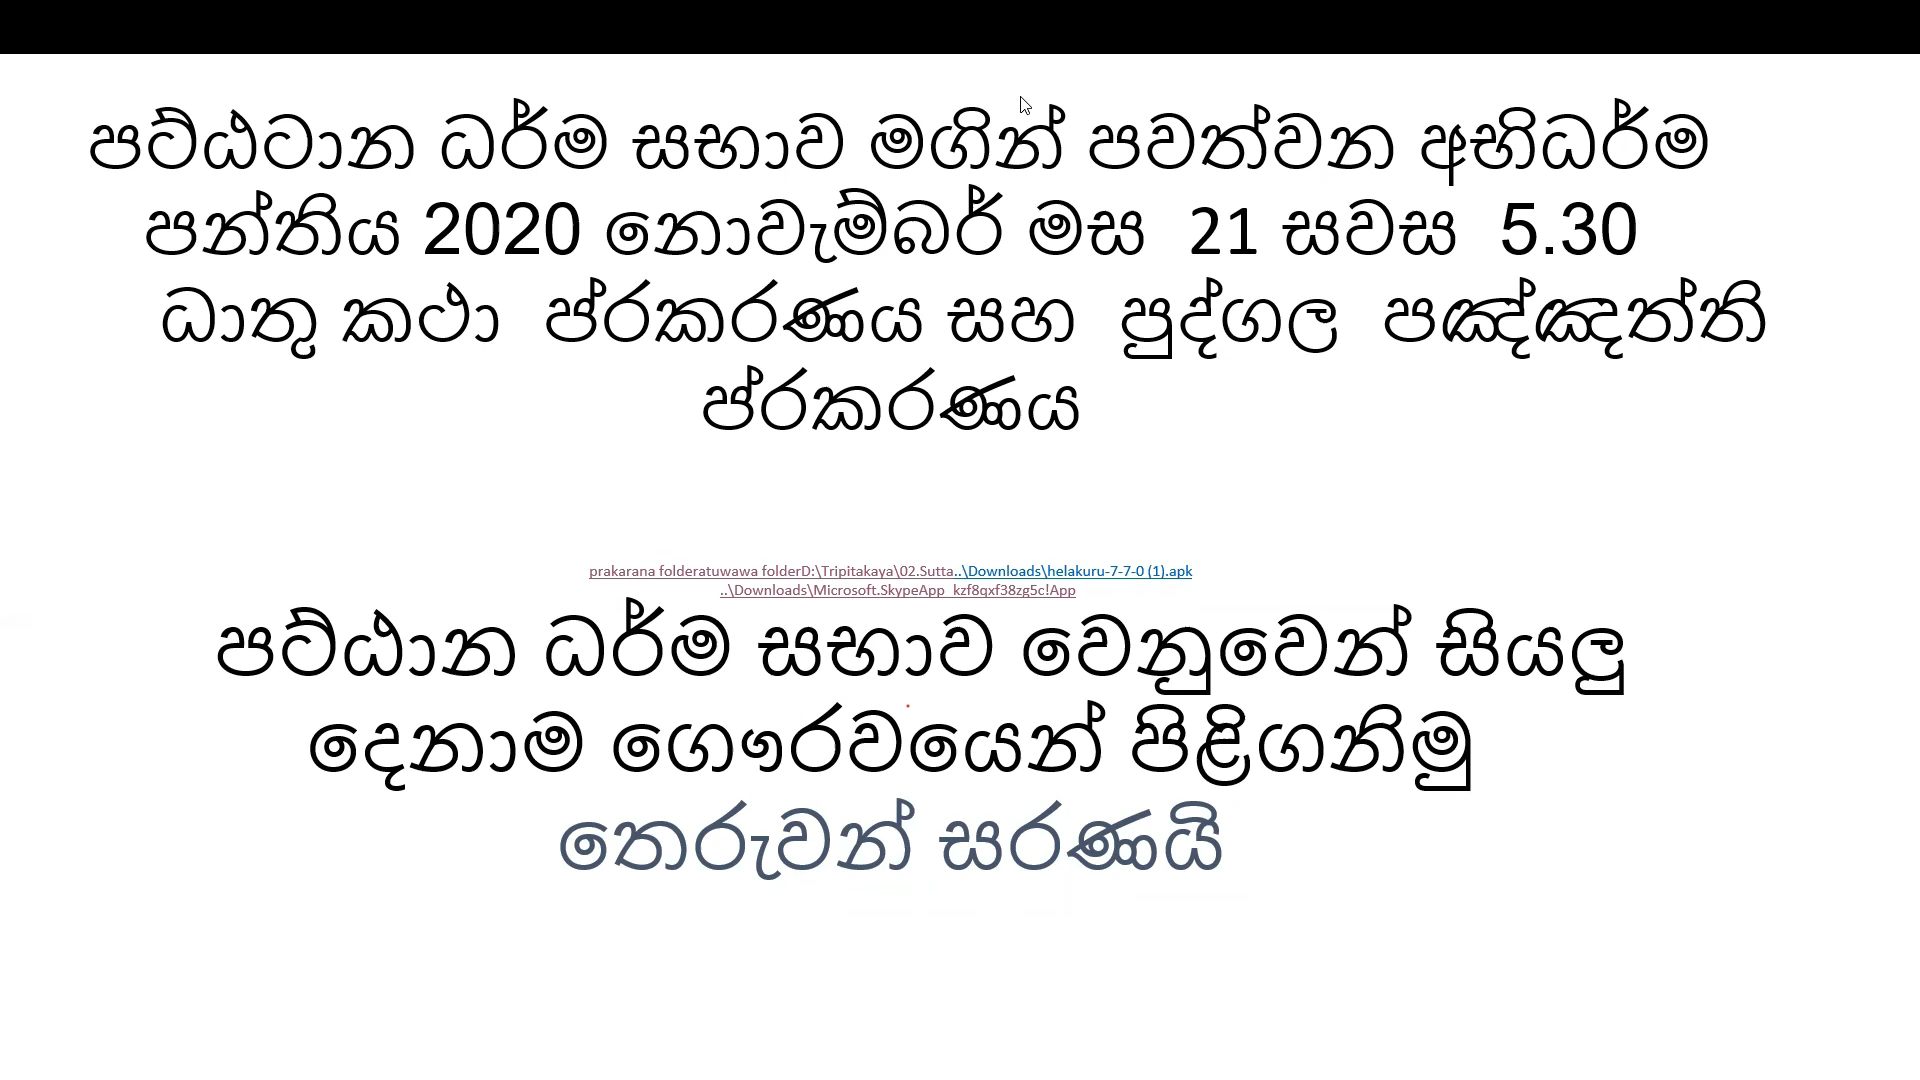 පට්ඨටාන ධර්ම සභාව මගින් පවත්වන අභිධර්ම
පන්තිය 2020 නොවැම්බර් මස 21 සවස 5.30
ධාතු කථා ප්රකරණය සහ පුද්ගල පඤ්ඤත්ති
ප්රකරණය
prakarana folderatuwawa folderD:\Tripitakaya\02.Sutta..\Downloads\helakuru-7-7-0 (1).apk
..\Downloads\Microsoft.SkypeApp_kzf8qxf38zg5c!App
පට්ඨාන ධර්ම සභාව වෙනුවෙන් සියලු
දෙනාම ගෞරවයෙන් පිළිගනිමු
තෙරුවන් සරණයි